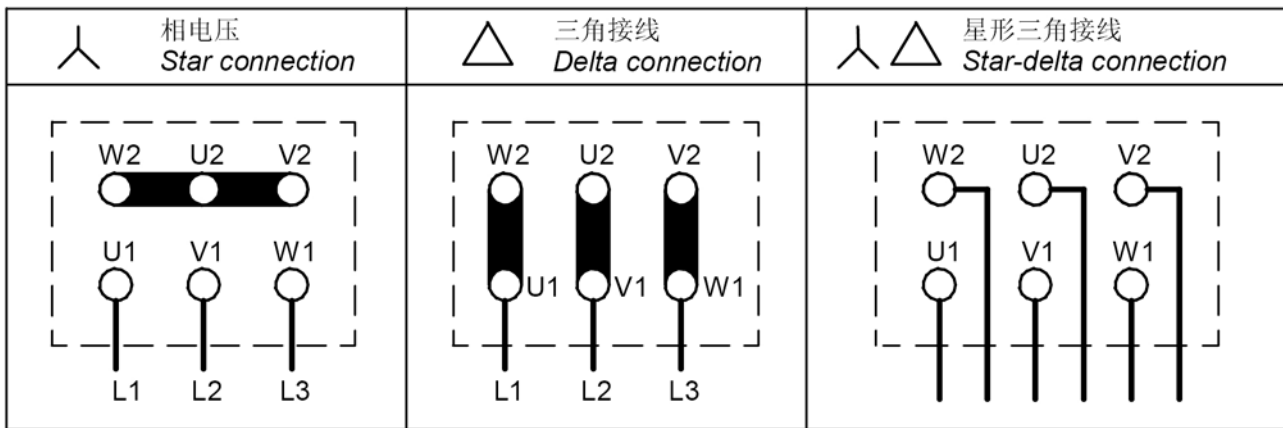 相电压
Star connection
三角接线
Delta connection
星形三角接线
Star-delta connection
W2 U2 V2
U1 V1 W1
L1 L2 L3
W2 U2 V2
U1 V1 W1
L1 L2 L3
W2 U2 V2
U1 V1 W1